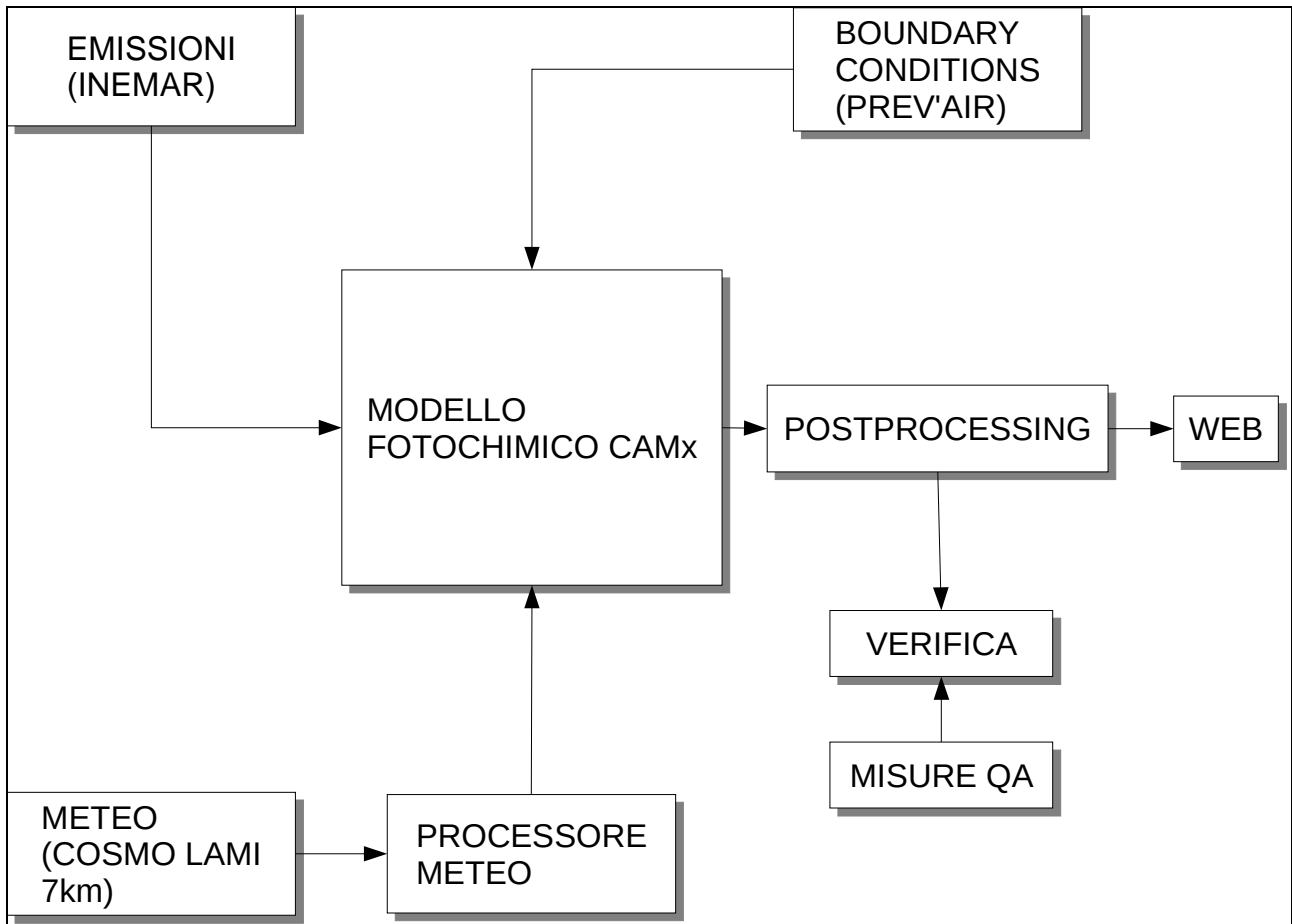 EMISSIONI
(INEMAR)
BOUNDARY
CONDITIONS
(PREV'AIR)
MODELLO
FOTOCHIMICO CAMx
POSTPROCESSING
WEB
VERIFICA
MISURE QA
METEO
(COSMO LAMI
7km)
PROCESSORE
METEO